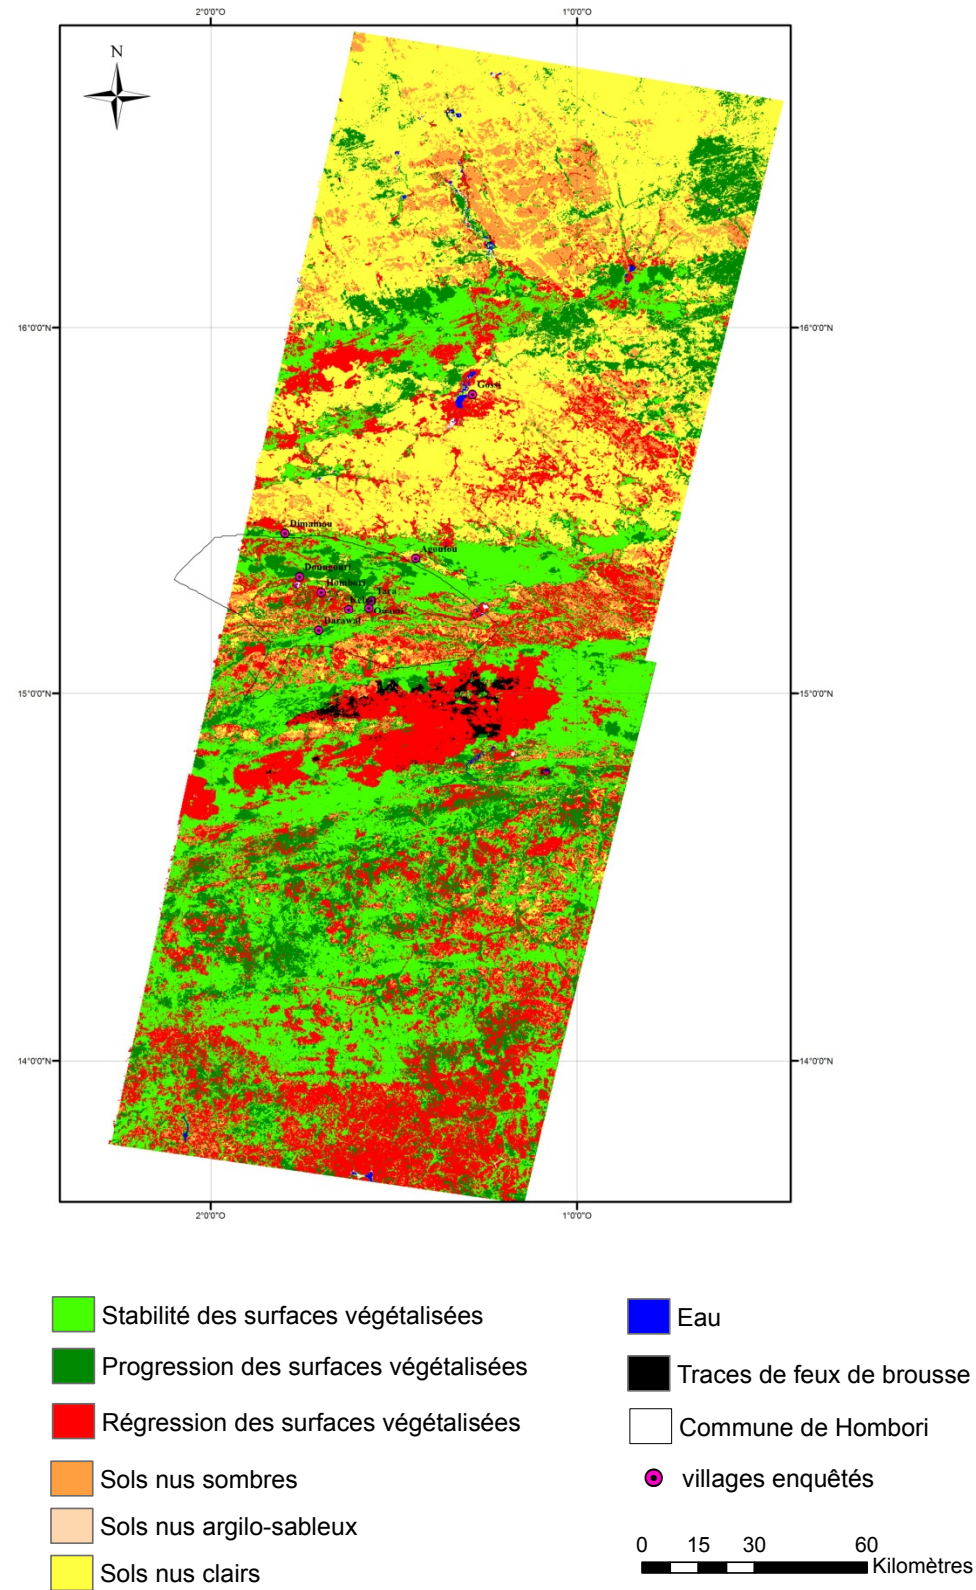 2°0'0"O 1°0'0"O
N
16°0'0"N 16°0'0"N
Gossi
Dimamou
Agoufou
Doungouri
Hombori
Tara
Kelmi
Ouami
Darawal
15°0'0"N 15°0'0"N
14°0'0"N 14°0'0"N
2°0'0"O 1°0'0"O
Stabilité des surfaces végétalisées
Progression des surfaces végétalisées
Régression des surfaces végétalisées
Sols nus sombres
Sols nus argilo-sableux
Sols nus clairs
Eau
Traces de feux de brousse
Commune de Hombori
villages enquêtés
0 15 30 60
Kilomètres